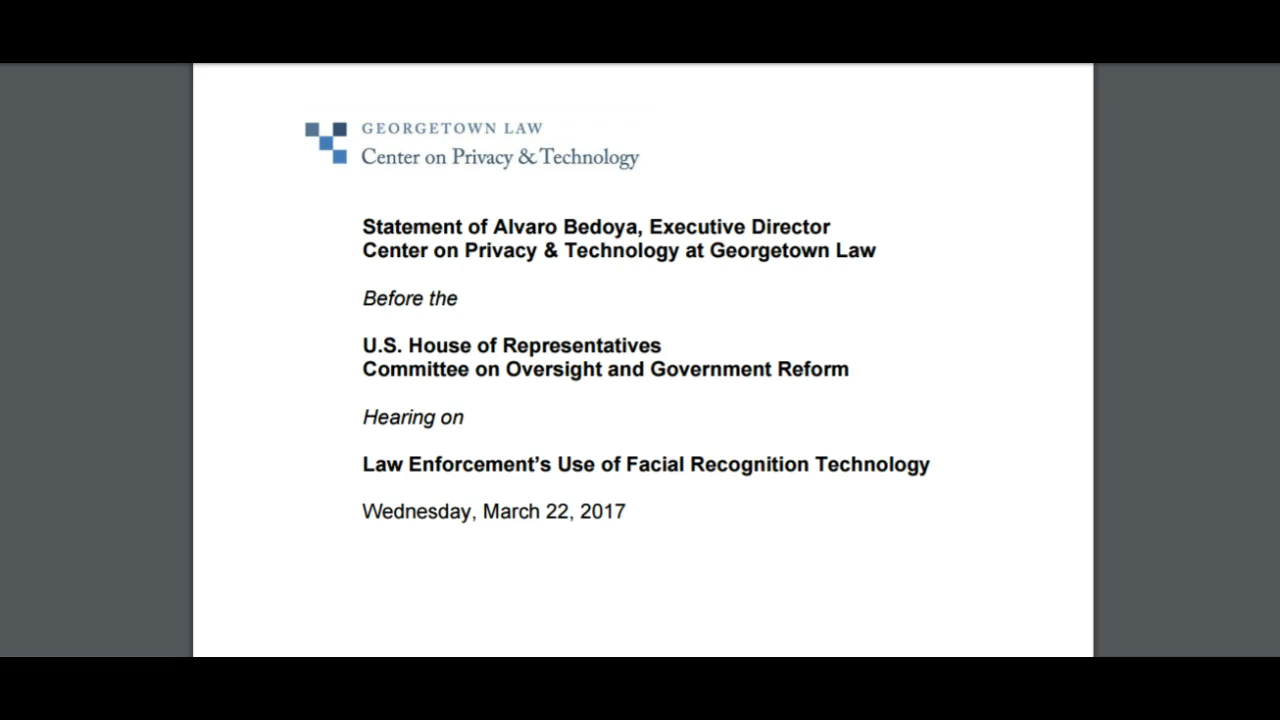 GEORGETOWN LAW
Center on Privacy & Technology
Statement of Alvaro Bedoya, Executive Director
Center on Privacy & Technology at Georgetown Law
Before the
U.S. House of Representatives
Committee on Oversight and Government Reform
Hearing on
Law Enforcement’s Use of Facial Recognition Technology
Wednesday, March 22, 2017